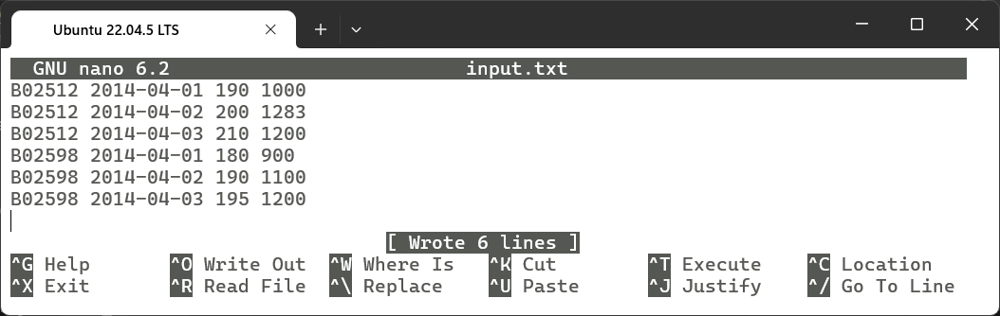 Ubuntu 22.04.5 LTS
GNU nano 6.2 input.txt
B02512 2014-04-01 190 1000
B02512 2014-04-02 200 1283
B02512 2014-04-03 210 1200
B02598 2014-04-01 180 900
B02598 2014-04-02 190 1100
B02598 2014-04-03 195 1200
[ Wrote 6 lines ]
^G Help ^O Write Out ^W Where Is ^K Cut ^T Execute ^C Location
^X Exit ^R Read File ^\ Replace ^U Paste ^J Justify ^/ Go To Line